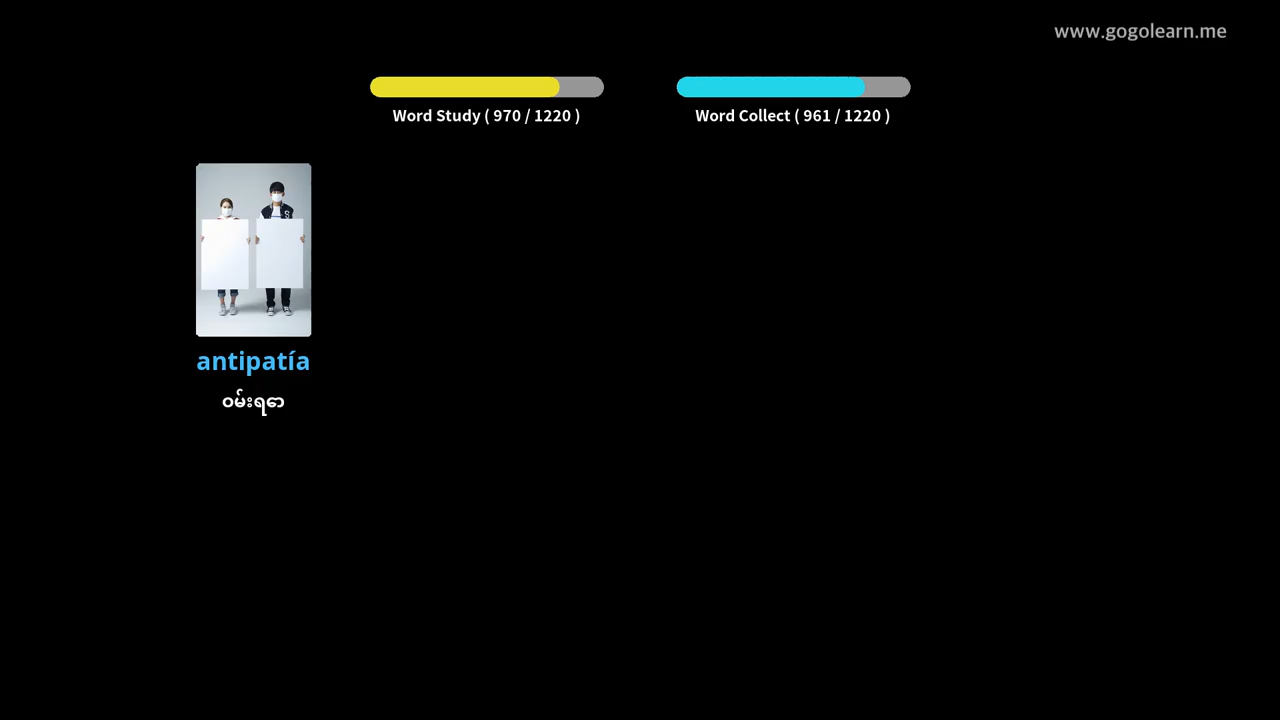 www.gogolearn.me
Word Study ( 970 / 1220 )
Word Collect ( 961 / 1220 )
antipatía
ဝမ်းရော